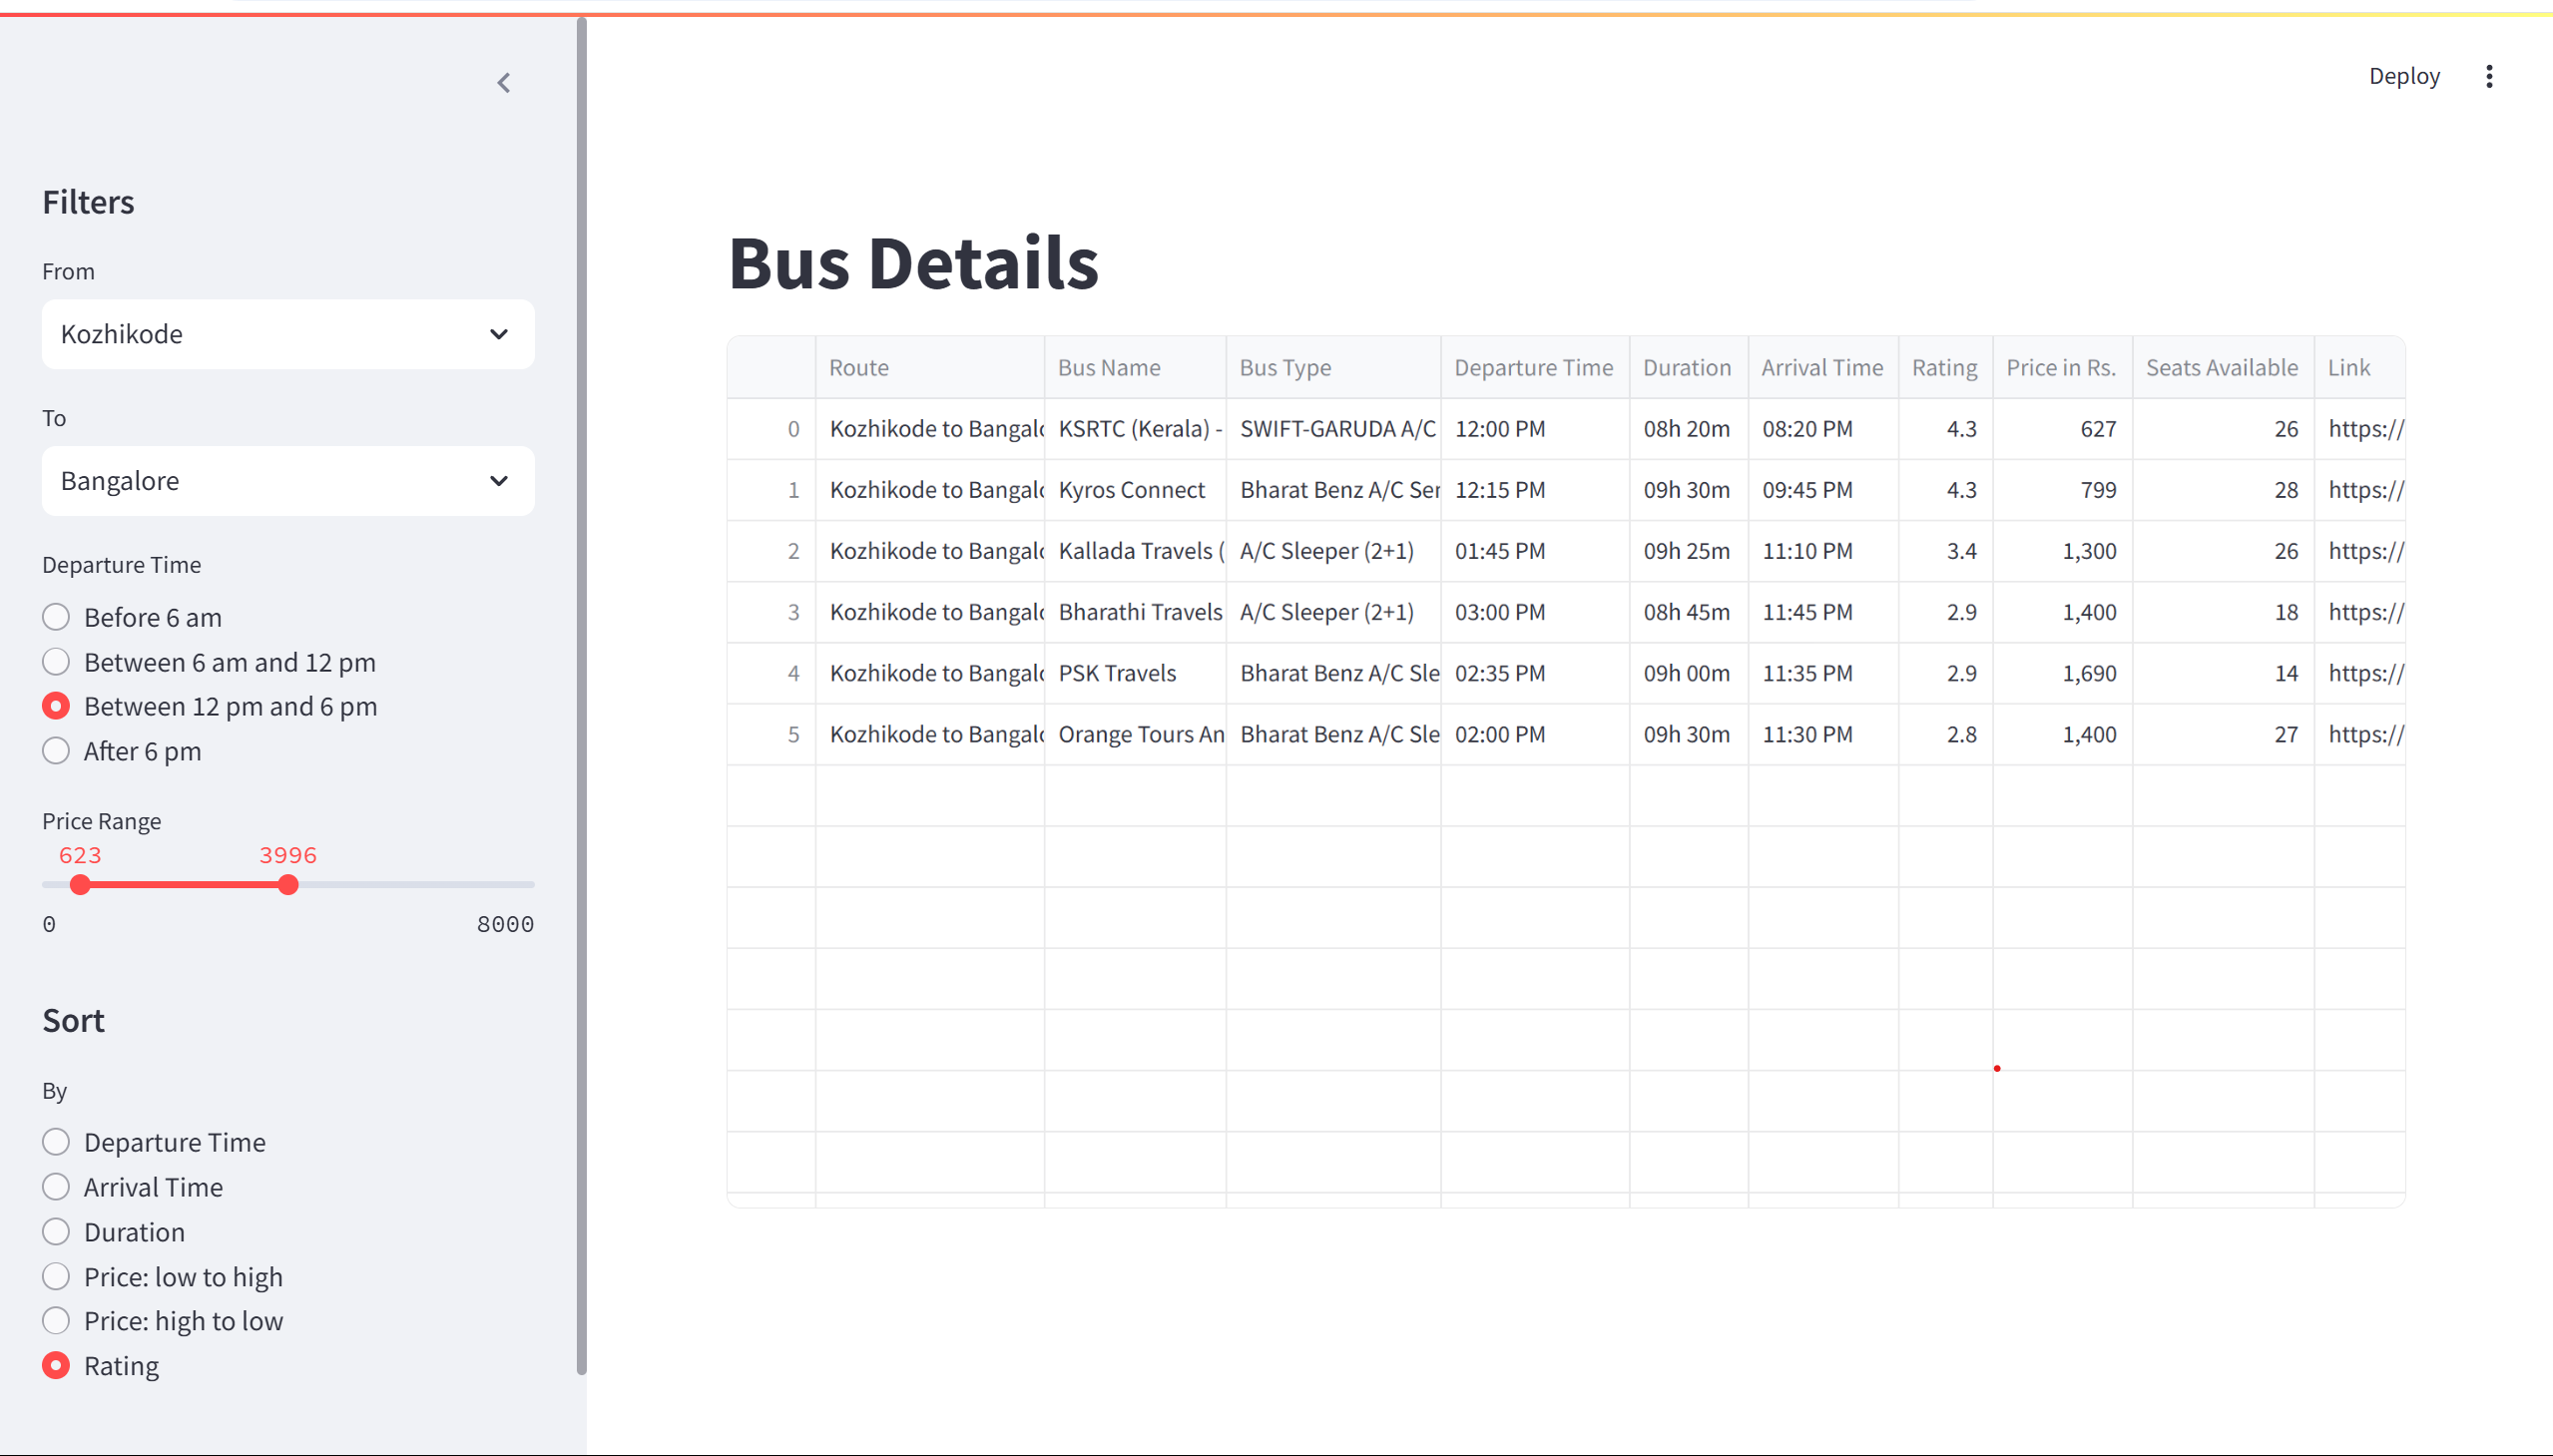 Deploy
Filters
From
Kozhikode
To
Bangalore
Departure Time
Before 6 am
Between 6 am and 12 pm
Between 12 pm and 6 pm
After 6 pm
Price Range
623 3996
0 8000
Sort
By
Departure Time
Arrival Time
Duration
Price: low to high
Price: high to low
Rating
Bus Details
Route Bus Name Bus Type Departure Time Duration Arrival Time Rating Price in Rs. Seats Available Link
0 Kozhikode to Bangalo KSRTC (Kerala) - SWIFT-GARUDA A/C 12:00 PM 08h 20m 08:20 PM 4.3 627 26 https://
1 Kozhikode to Bangalo Kyros Connect Bharat Benz A/C Ser 12:15 PM 09h 30m 09:45 PM 4.3 799 28 https://
2 Kozhikode to Bangalo Kallada Travels ( A/C Sleeper (2+1) 01:45 PM 09h 25m 11:10 PM 3.4 1,300 26 https://
3 Kozhikode to Bangalo Bharathi Travels A/C Sleeper (2+1) 03:00 PM 08h 45m 11:45 PM 2.9 1,400 18 https://
4 Kozhikode to Bangalo PSK Travels Bharat Benz A/C Sle 02:35 PM 09h 00m 11:35 PM 2.9 1,690 14 https://
5 Kozhikode to Bangalo Orange Tours An Bharat Benz A/C Sle 02:00 PM 09h 30m 11:30 PM 2.8 1,400 27 https://